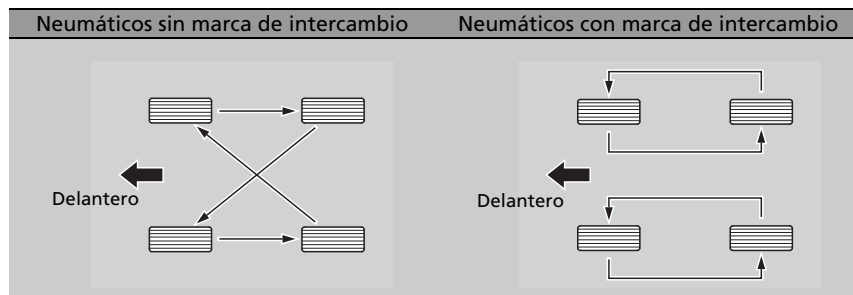 Neumáticos sin marca de intercambio
Neumáticos con marca de intercambio
Delantero
Delantero